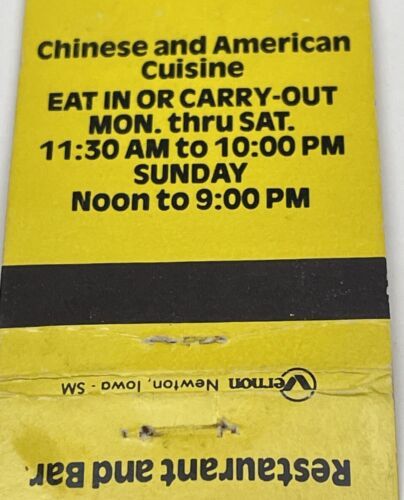 Chinese and American
Cuisine
EAT IN OR CARRY-OUT
MON. thru SAT.
11:30 AM to 10:00 PM
SUNDAY
Noon to 9:00 PM
Vernon Newton, Iowa - SM
Restaurant and Bar